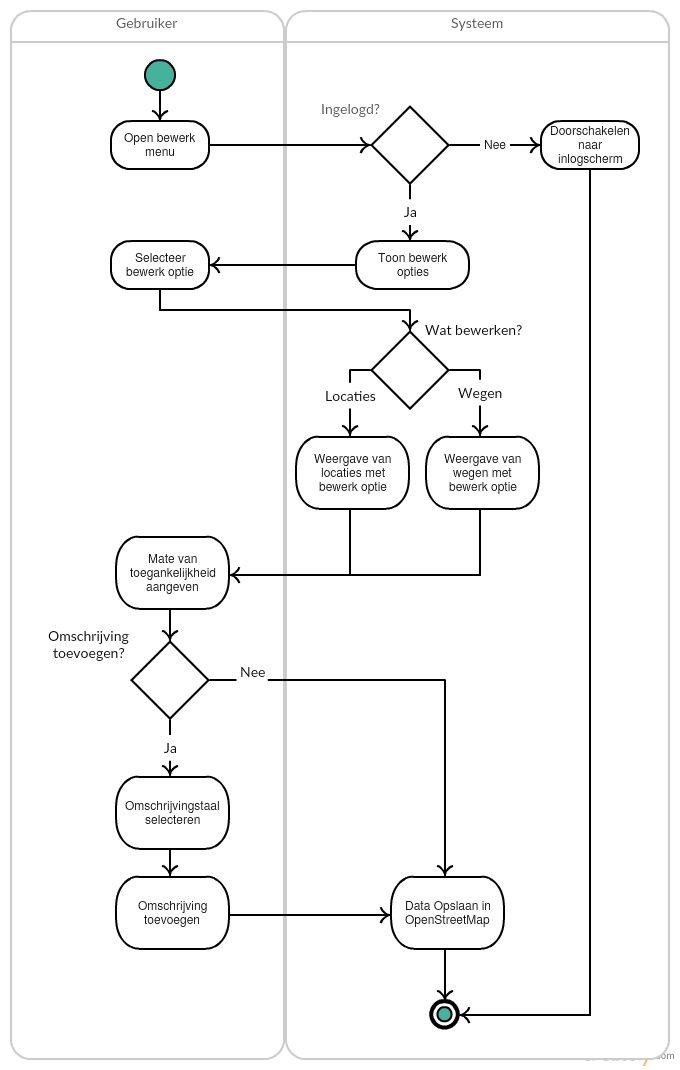 Gebruiker
Systeem
Ingelogd?
Open bewerk
menu
Nee
Doorschakelen
naar
inlogscherm
Ja
Selecteer
bewerk optie
Toon bewerk
opties
Wat bewerken?
Locaties
Wegen
Weergave van
locaties met
bewerk optie
Weergave van
wegen met
bewerk optie
Mate van
toegankelijkheid
aangeven
Omschrijving
toevoegen?
Nee
Ja
Omschrijvingstaal
selecteren
Omschrijving
toevoegen
Data Opslaan in
OpenStreetMap
com